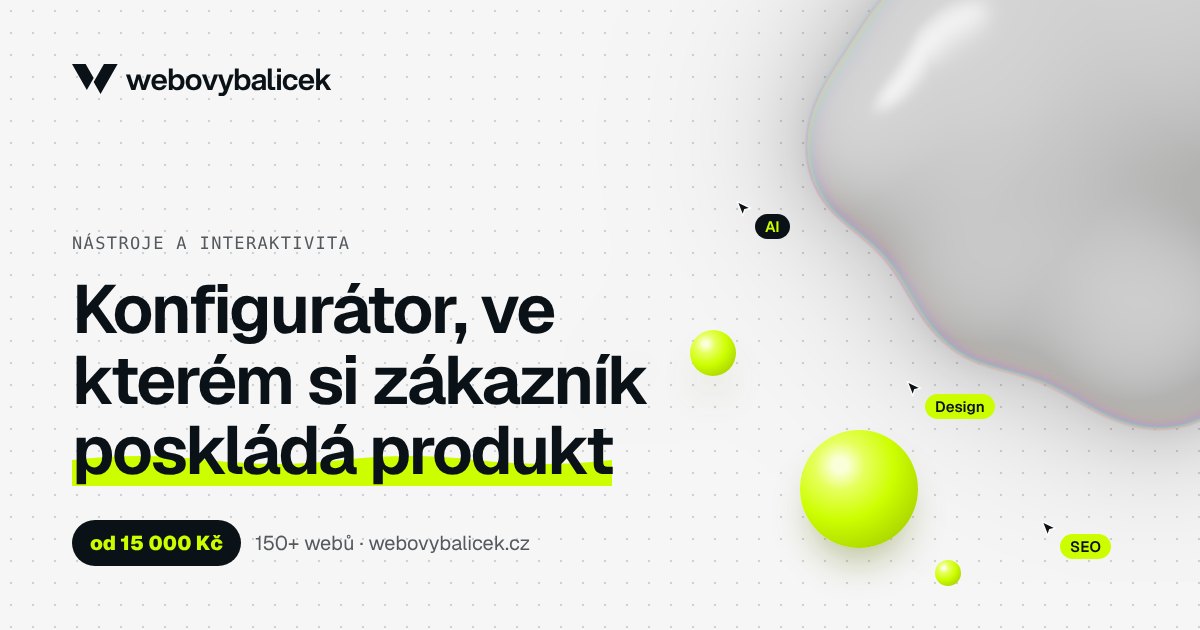 webovybalicek
NÁSTROJE A INTERAKTIVITA
Konfigurátor, ve
kterém si zákazník
poskládá produkt
od 15 000 Kč
150+ webů · webovybalicek.cz
AI
Design
SEO